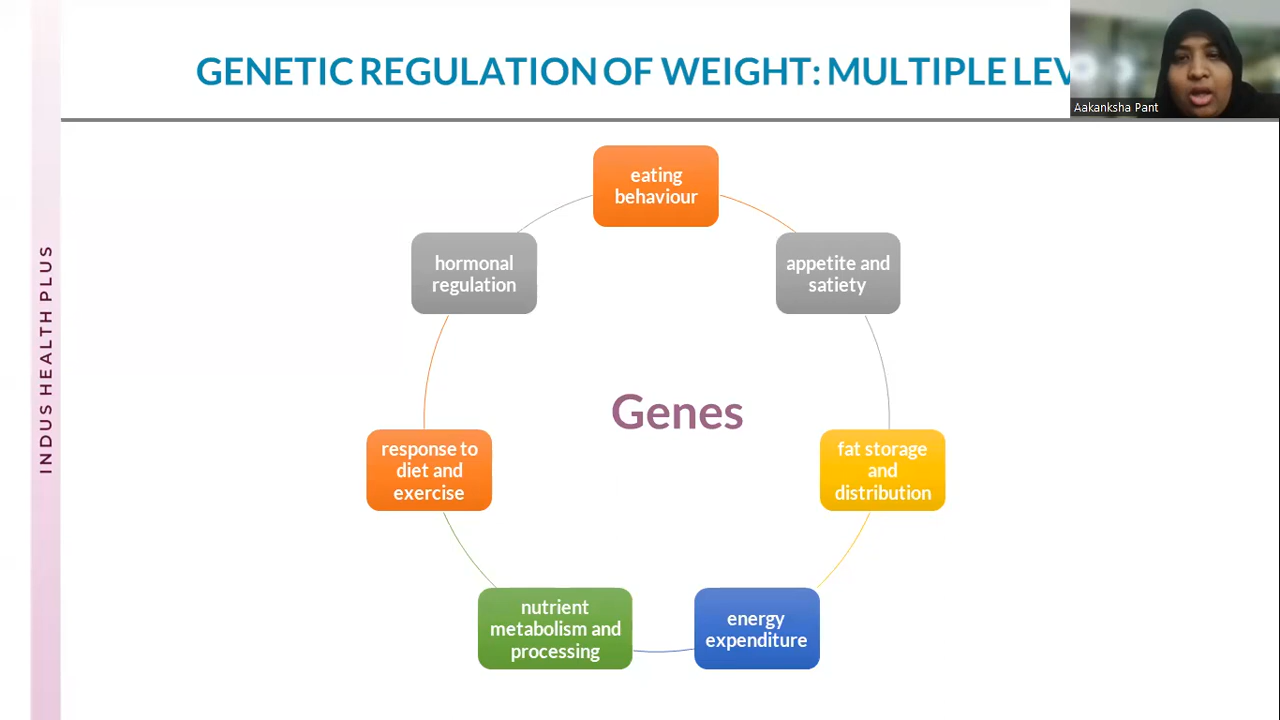 GENETIC REGULATION OF WEIGHT: MULTIPLE LEV
Aakanksha Pant
eating
behaviour
hormonal
regulation
appetite and
satiety
Genes
response to
diet and
exercise
fat storage
and
distribution
nutrient
metabolism and
processing
energy
expenditure
INDUS HEALTH PLUS